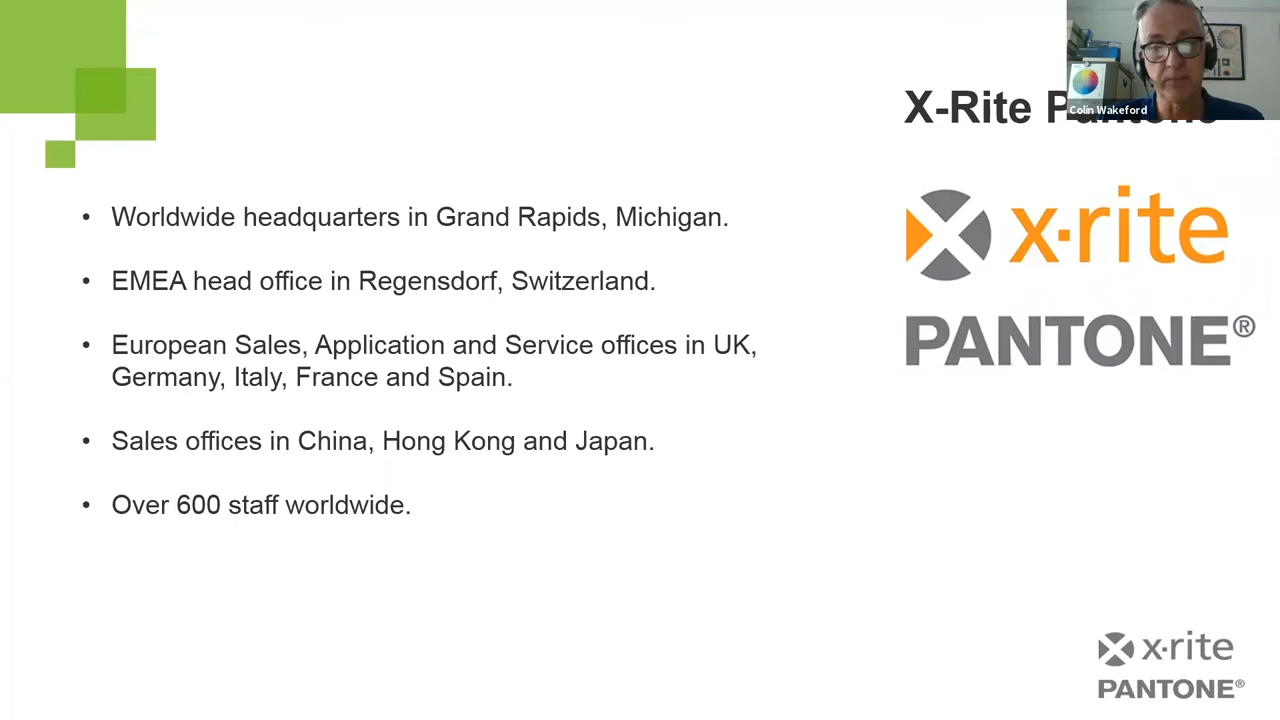 X-Rite Pantone
Colin Wakeford
x·rite
PANTONE®
• Worldwide headquarters in Grand Rapids, Michigan.
• EMEA head office in Regensdorf, Switzerland.
• European Sales, Application and Service offices in UK,
Germany, Italy, France and Spain.
• Sales offices in China, Hong Kong and Japan.
• Over 600 staff worldwide.
x·rite
PANTONE®